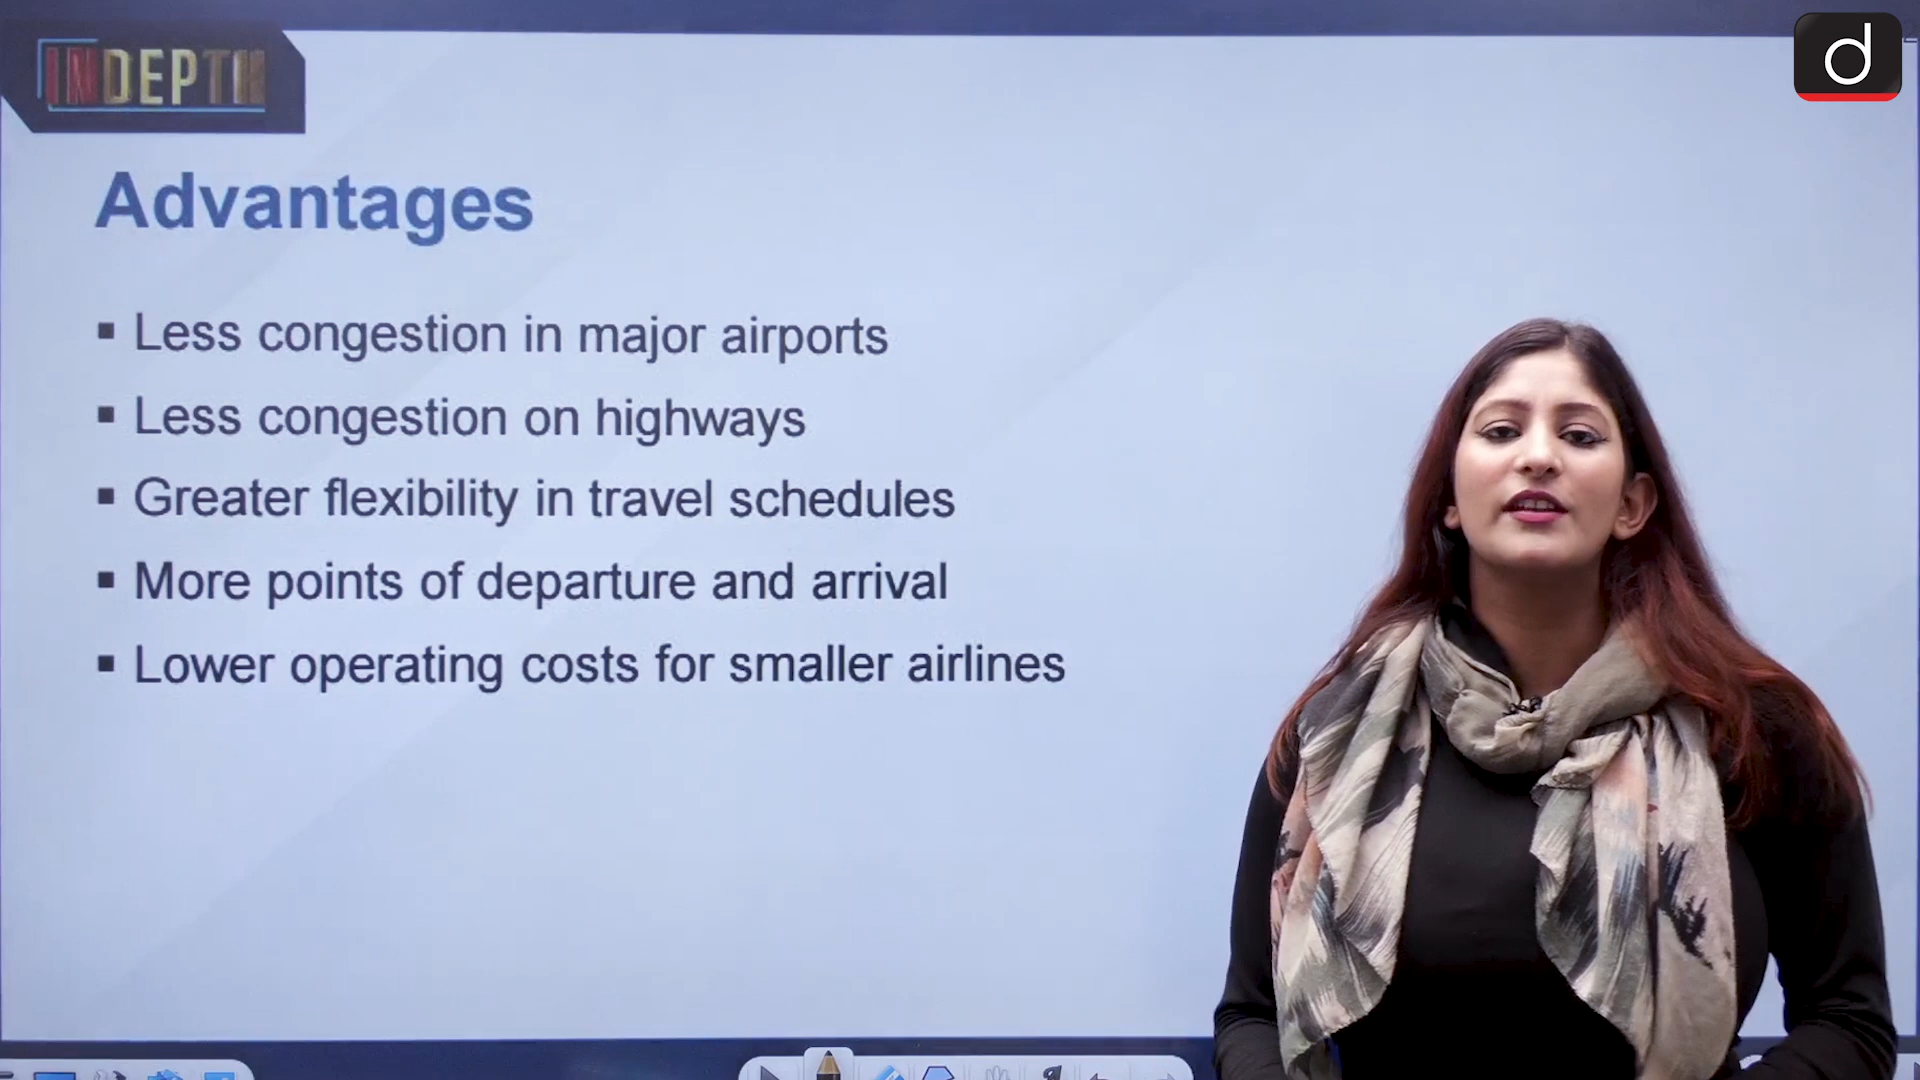 INDEPTH
d
Advantages
▪ Less congestion in major airports
▪ Less congestion on highways
▪ Greater flexibility in travel schedules
▪ More points of departure and arrival
▪ Lower operating costs for smaller airlines